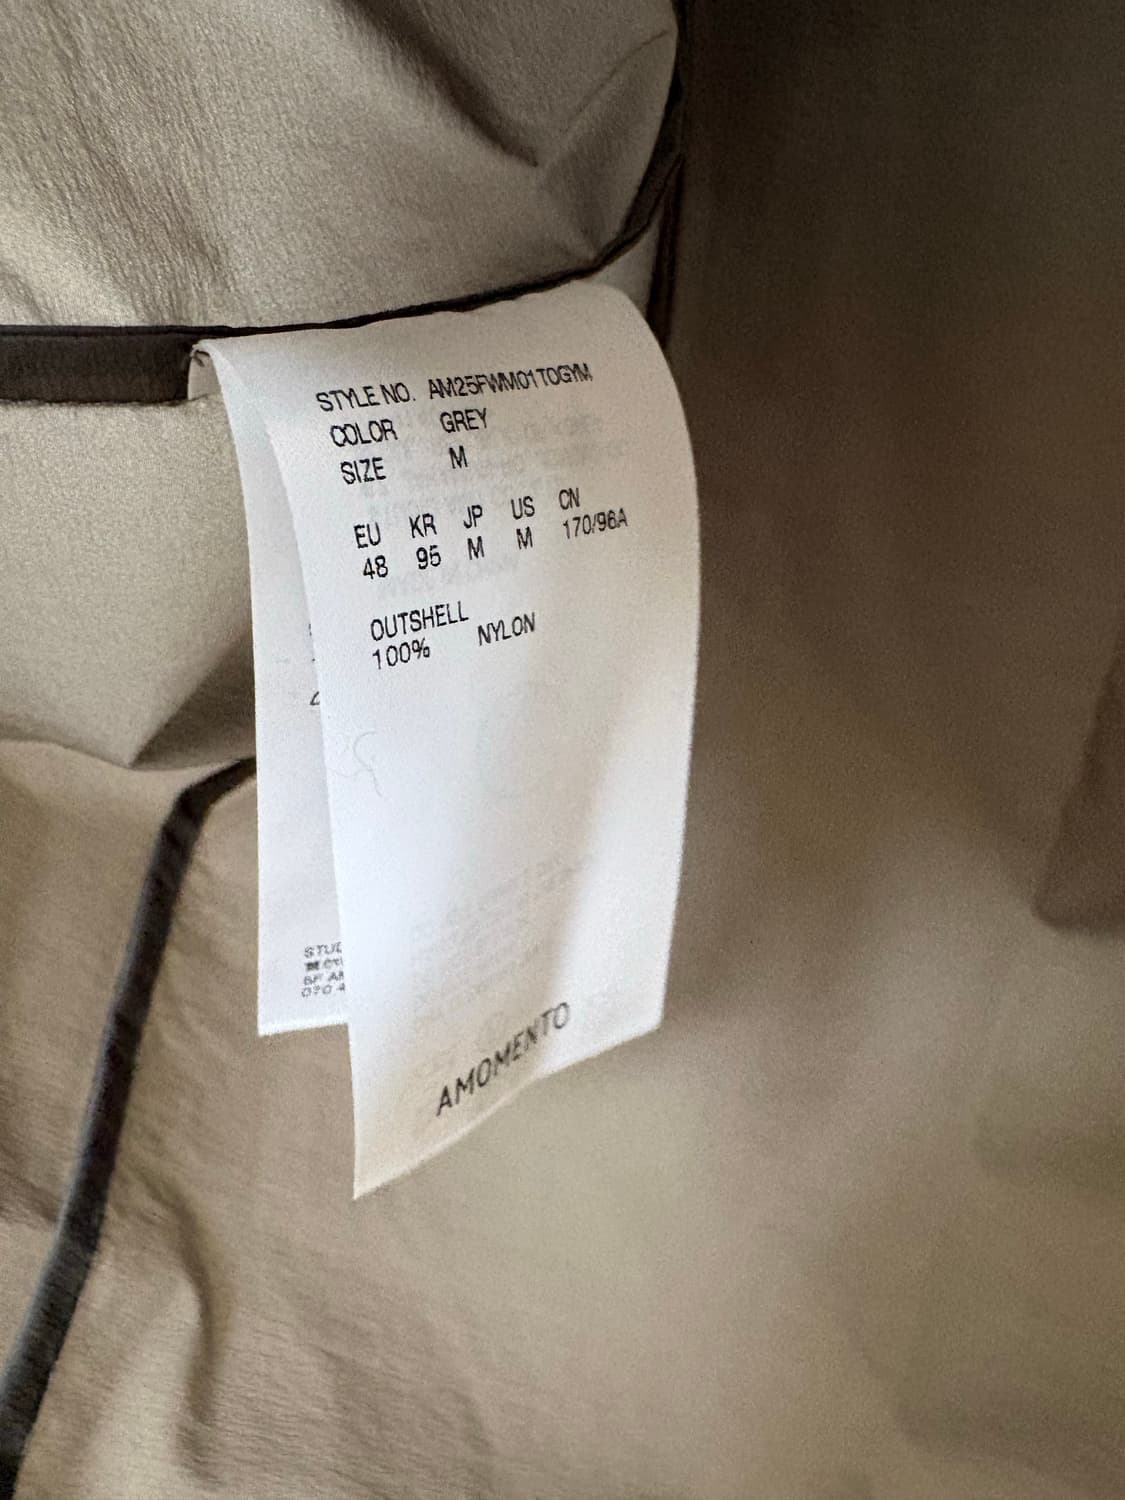 STYLE NO. AM25FWM01TOGYM
COLOR GREY
SIZE M
EU KR JP US CN
48 95 M M 170/96A
OUTSHELL
100% NYLON
AMOMENTO